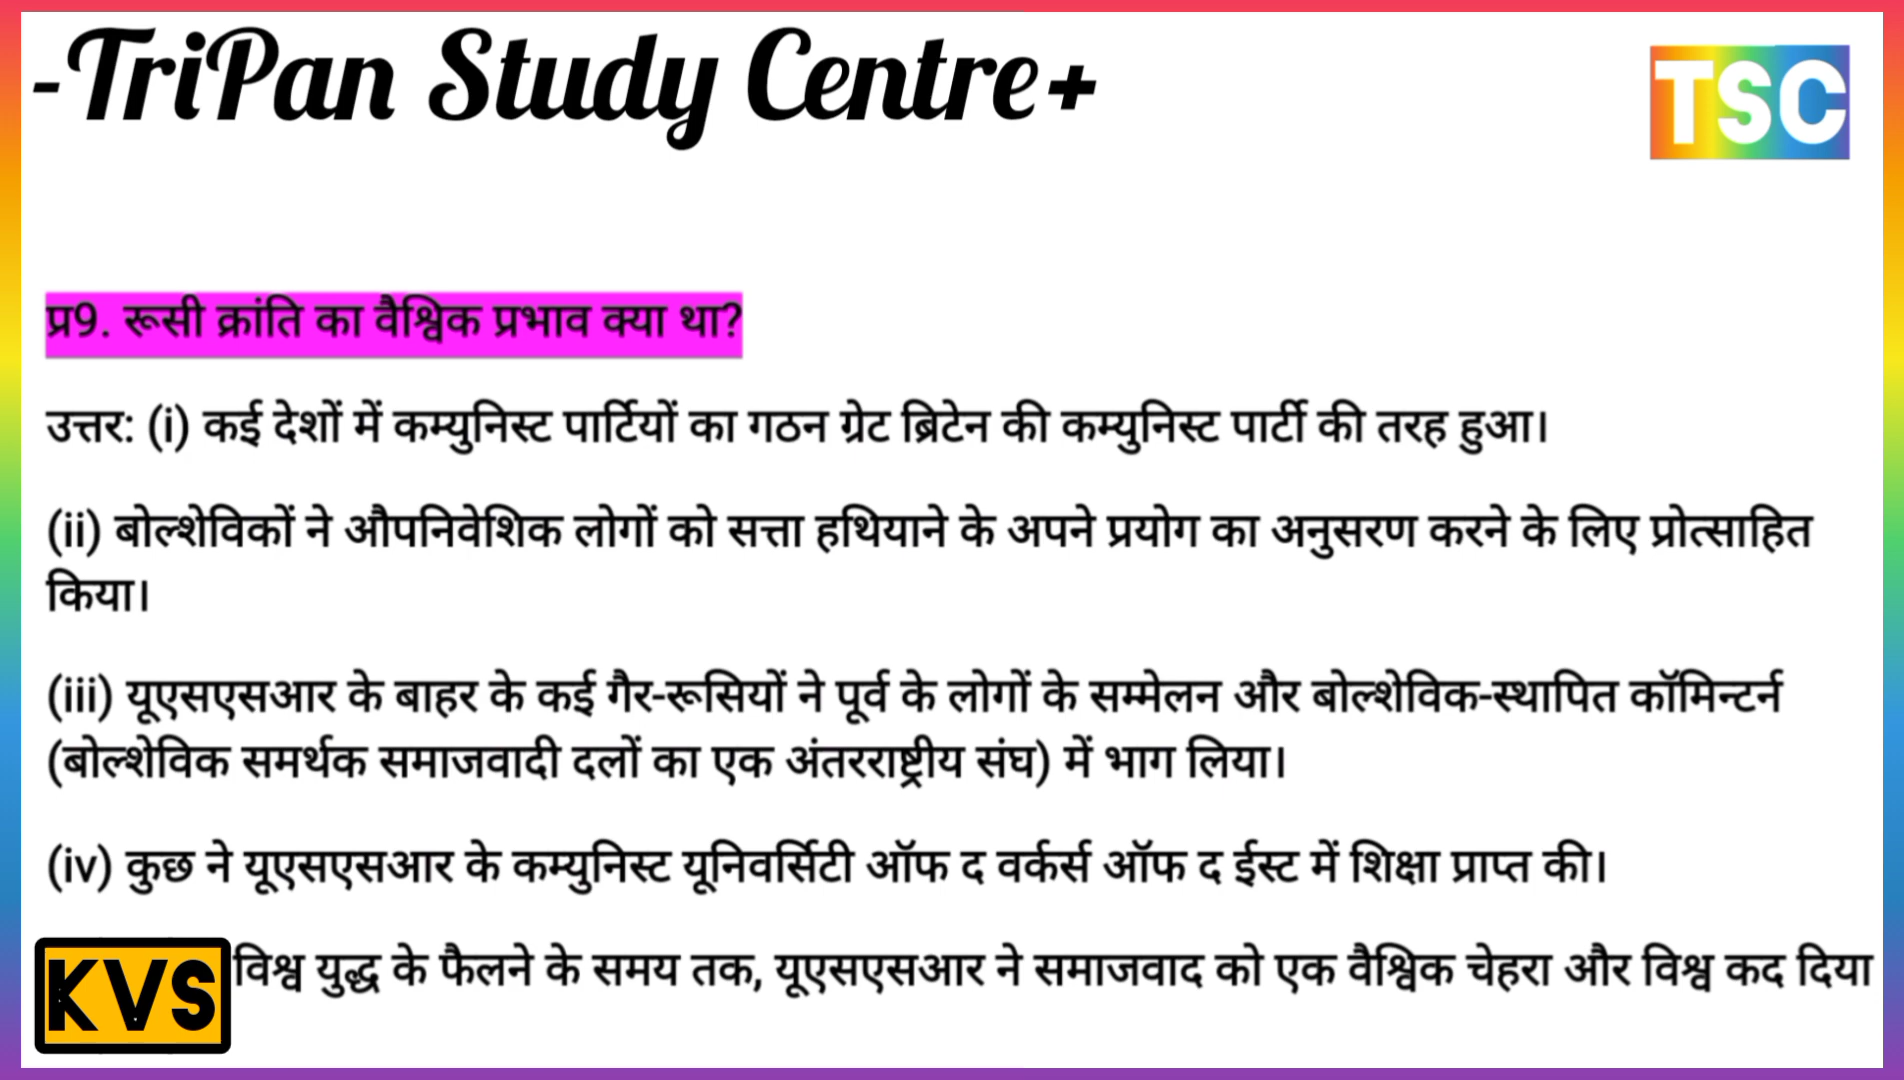 -TriPan Study Centre+
TSC
प्र9. रूसी क्रांति का वैश्विक प्रभाव क्या था?
उत्तर: (i) कई देशों में कम्युनिस्ट पार्टियों का गठन ग्रेट ब्रिटेन की कम्युनिस्ट पार्टी की तरह हुआ।
(ii) बोल्शेविकों ने औपनिवेशिक लोगों को सत्ता हथियाने के अपने प्रयोग का अनुसरण करने के लिए प्रोत्साहित
किया।
(iii) यूएसएसआर के बाहर के कई गैर-रूसियों ने पूर्व के लोगों के सम्मेलन और बोल्शेविक-स्थापित कॉमिन्टर्न
(बोल्शेविक समर्थक समाजवादी दलों का एक अंतरराष्ट्रीय संघ) में भाग लिया।
(iv) कुछ ने यूएसएसआर के कम्युनिस्ट यूनिवर्सिटी ऑफ द वर्कर्स ऑफ द ईस्ट में शिक्षा प्राप्त की।
KVS विश्व युद्ध के फैलने के समय तक, यूएसएसआर ने समाजवाद को एक वैश्विक चेहरा और विश्व कद दिया